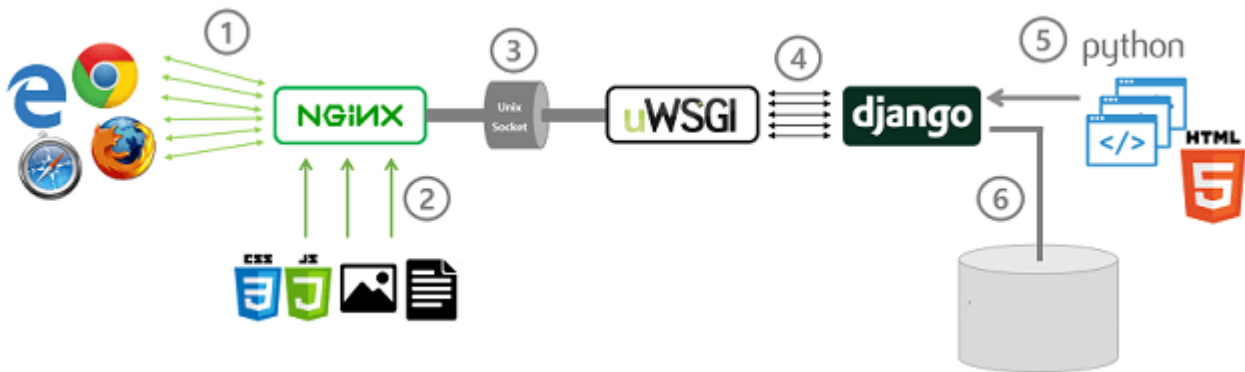 1
3
4
5
python
NGiNX
Unix
Socket
uWSGI
django
</>
HTML
5
2
6
CSS
3
JS